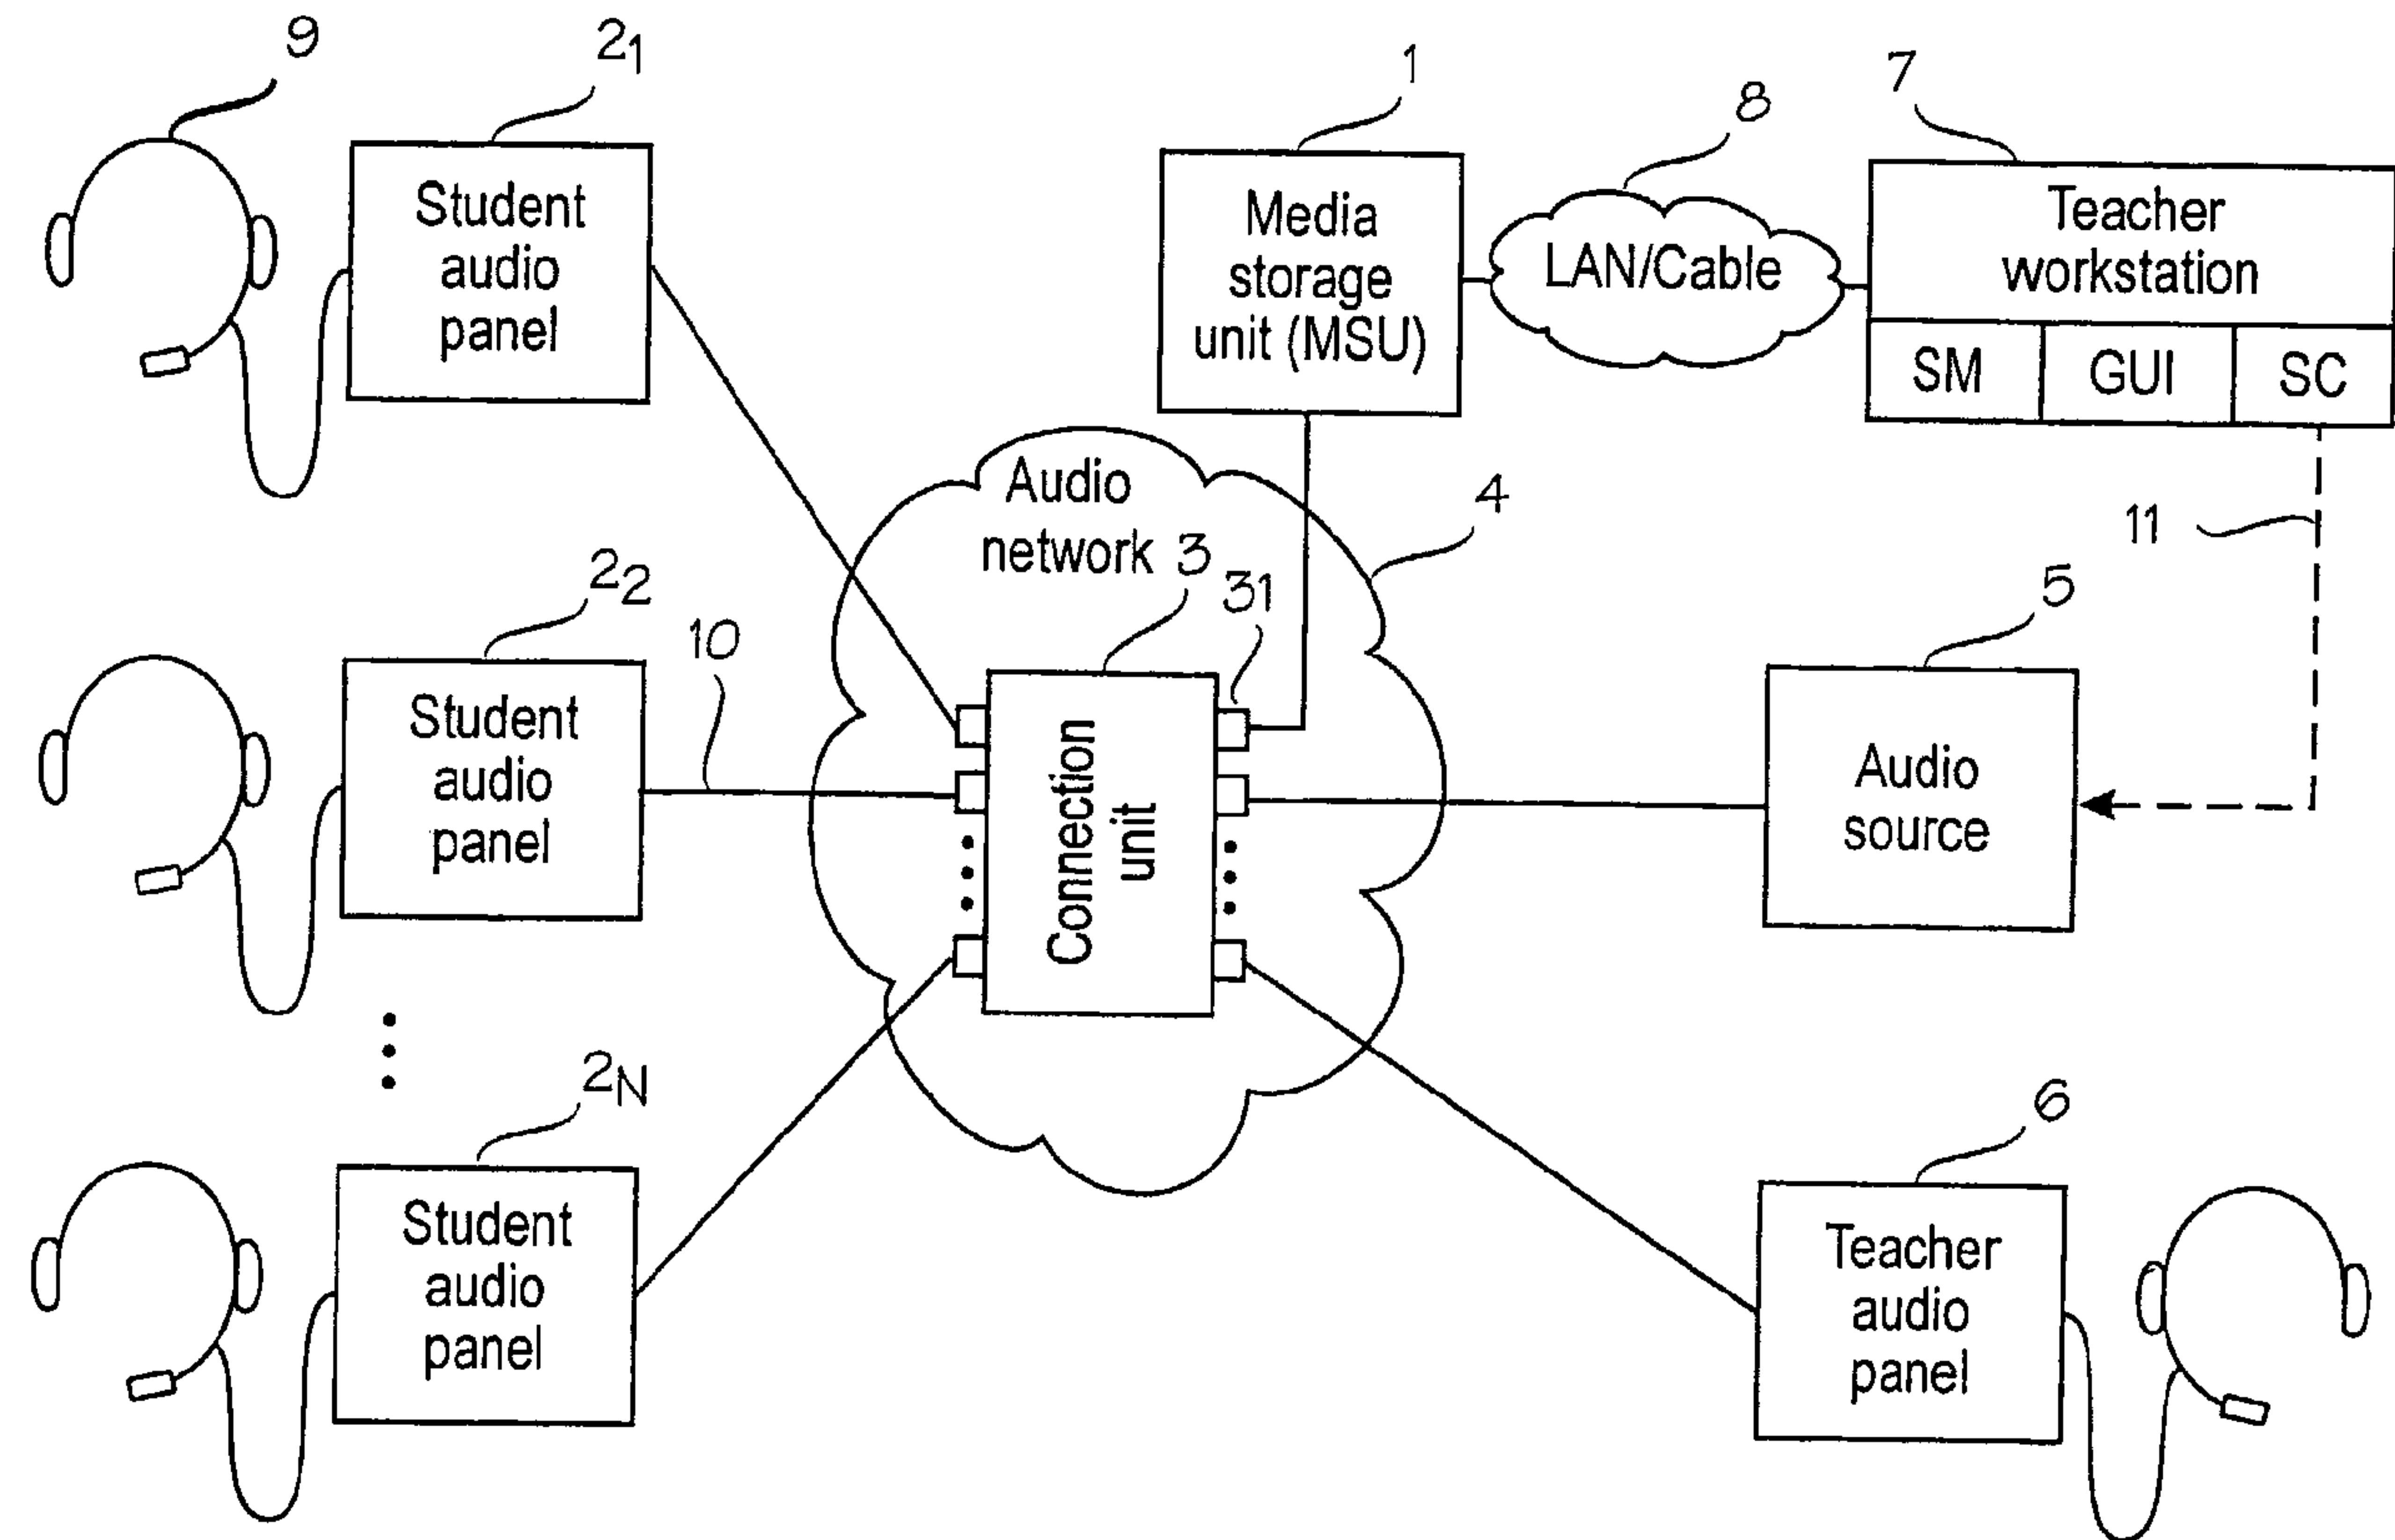 9
2₁
Student
audio
panel
1
Media
storage
unit (MSU)
8
LAN/Cable
7
Teacher
workstation
SM GUI SC
11
Audio
network
4
3
31
Connection
unit
2₂
Student
audio
panel
10
5
Audio
source
2N
Student
audio
panel
6
Teacher
audio
panel